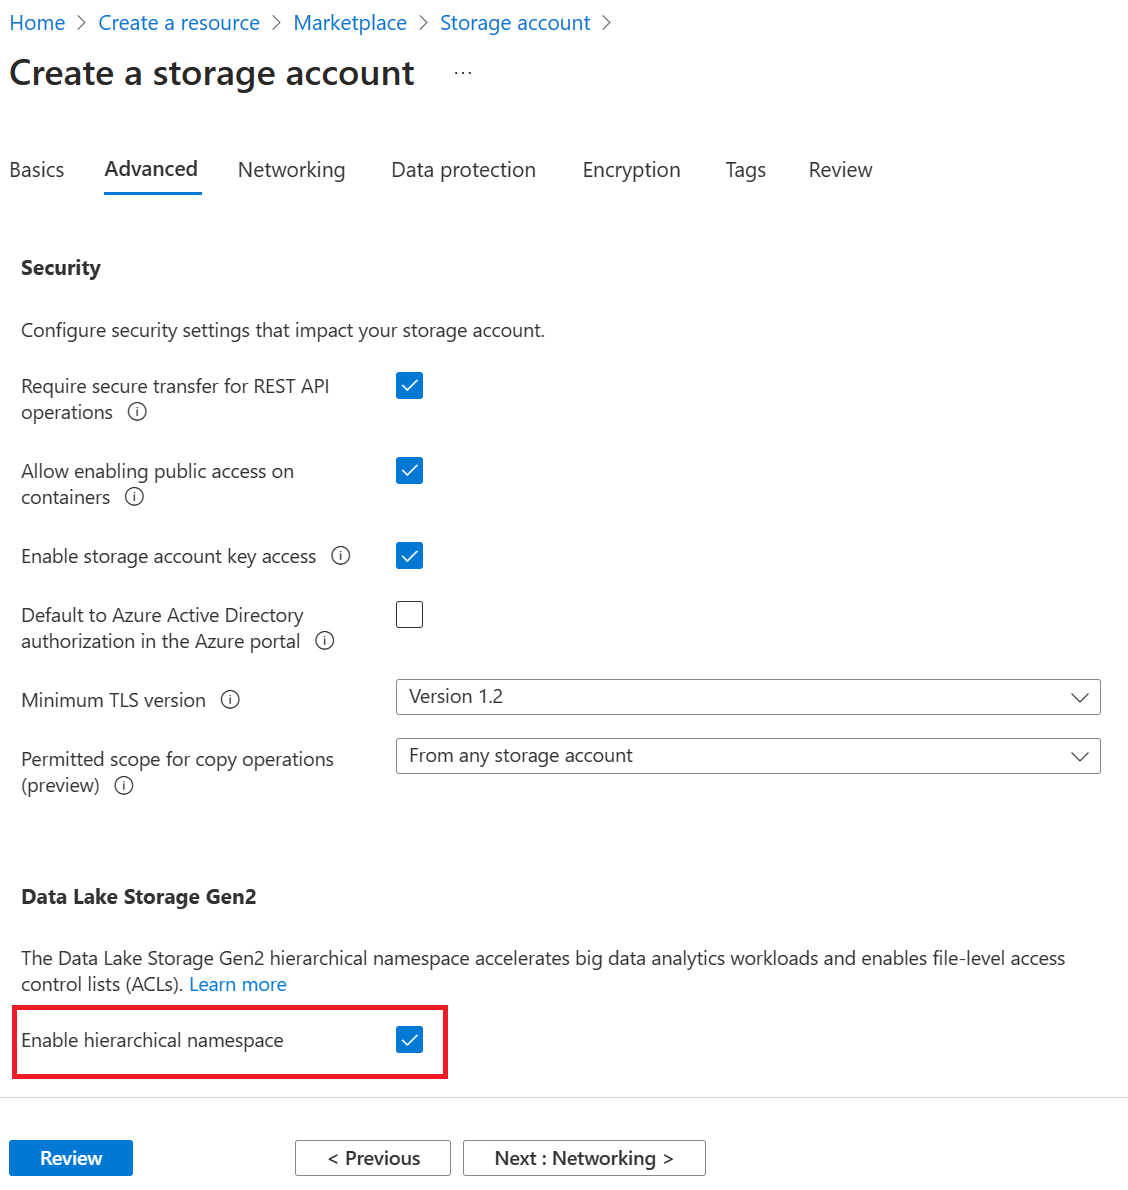 Home > Create a resource > Marketplace > Storage account >
Create a storage account ...
Basics Advanced Networking Data protection Encryption Tags Review
Security
Configure security settings that impact your storage account.
Require secure transfer for REST API
operations
Allow enabling public access on
containers
Enable storage account key access
Default to Azure Active Directory
authorization in the Azure portal
Minimum TLS version Version 1.2
Permitted scope for copy operations From any storage account
(preview)
Data Lake Storage Gen2
The Data Lake Storage Gen2 hierarchical namespace accelerates big data analytics workloads and enables file-level access
control lists (ACLs). Learn more
Enable hierarchical namespace
Review < Previous Next : Networking >